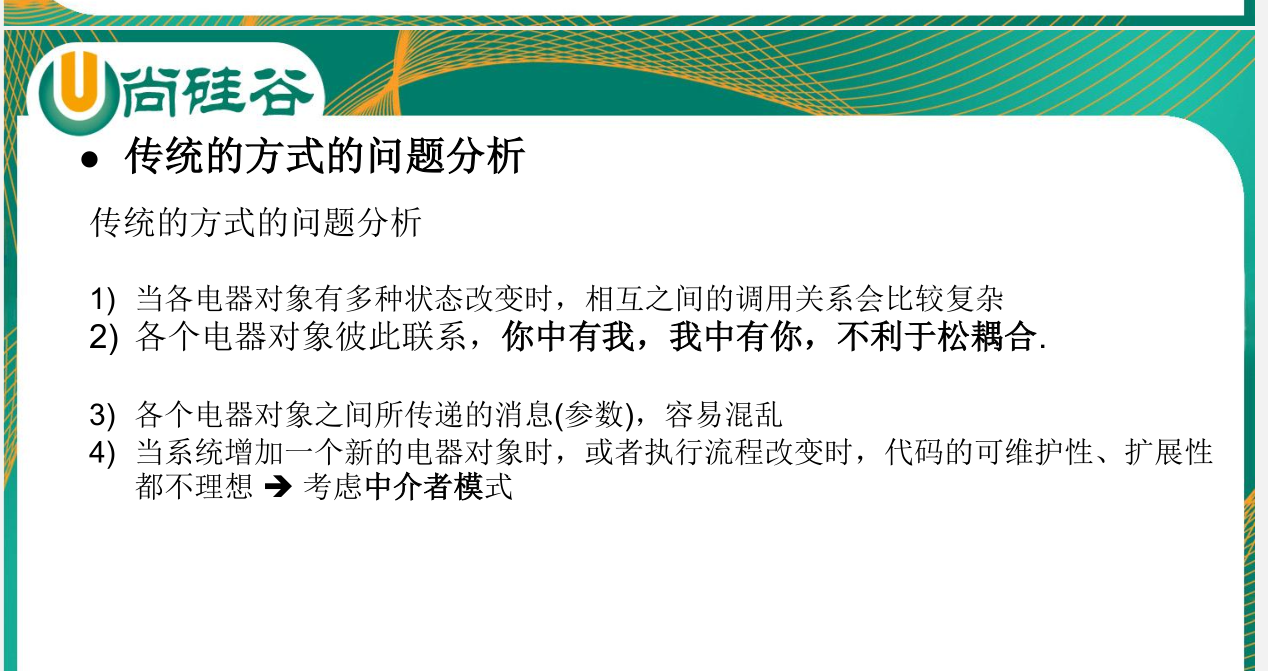 尚硅谷
● 传统的方式的问题分析
传统的方式的问题分析
1) 当各电器对象有多种状态改变时，相互之间的调用关系会比较复杂
2) 各个电器对象彼此联系，你中有我，我中有你，不利于松耦合.
3) 各个电器对象之间所传递的消息(参数)，容易混乱
4) 当系统增加一个新的电器对象时，或者执行流程改变时，代码的可维护性、扩展性
都不理想 ➔ 考虑中介者模式